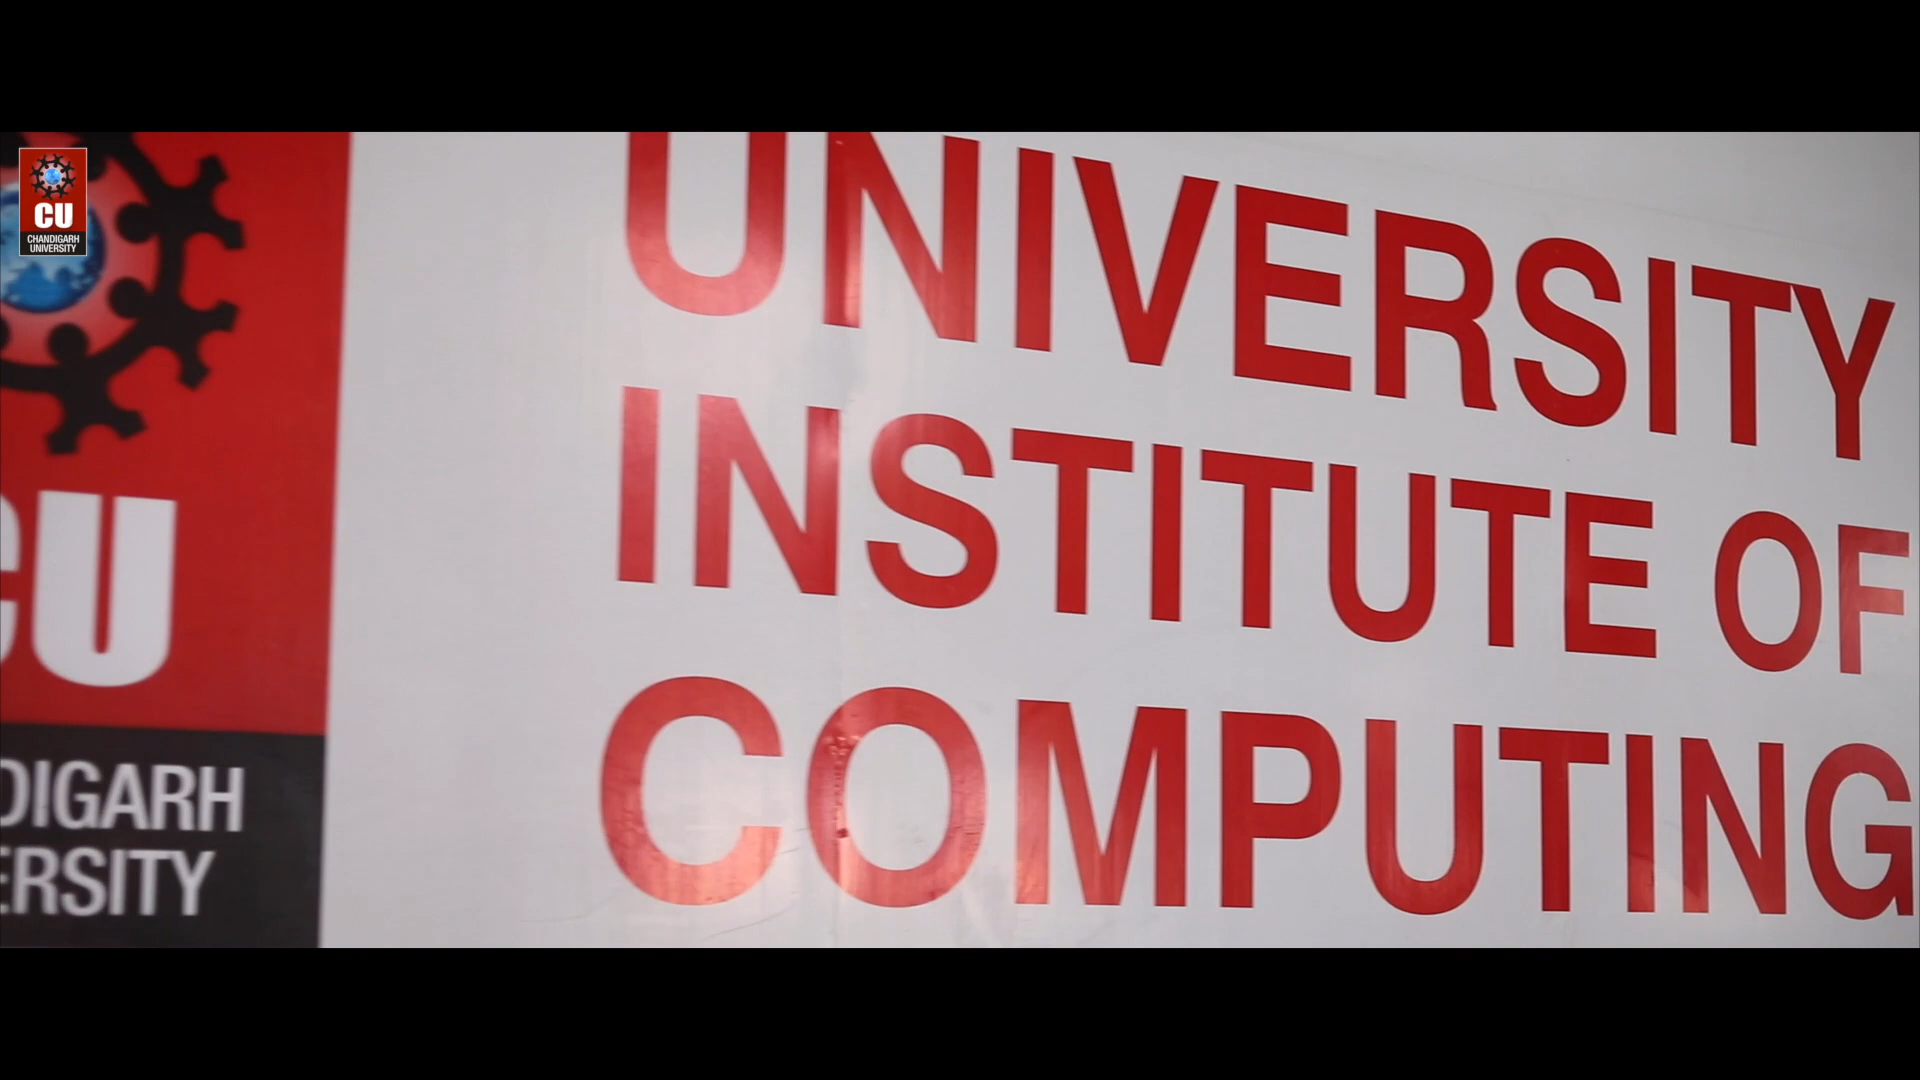 CU
CHANDIGARH
UNIVERSITY
UNIVERSITY
INSTITUTE OF
COMPUTING
CU
DIGARH
ERSITY